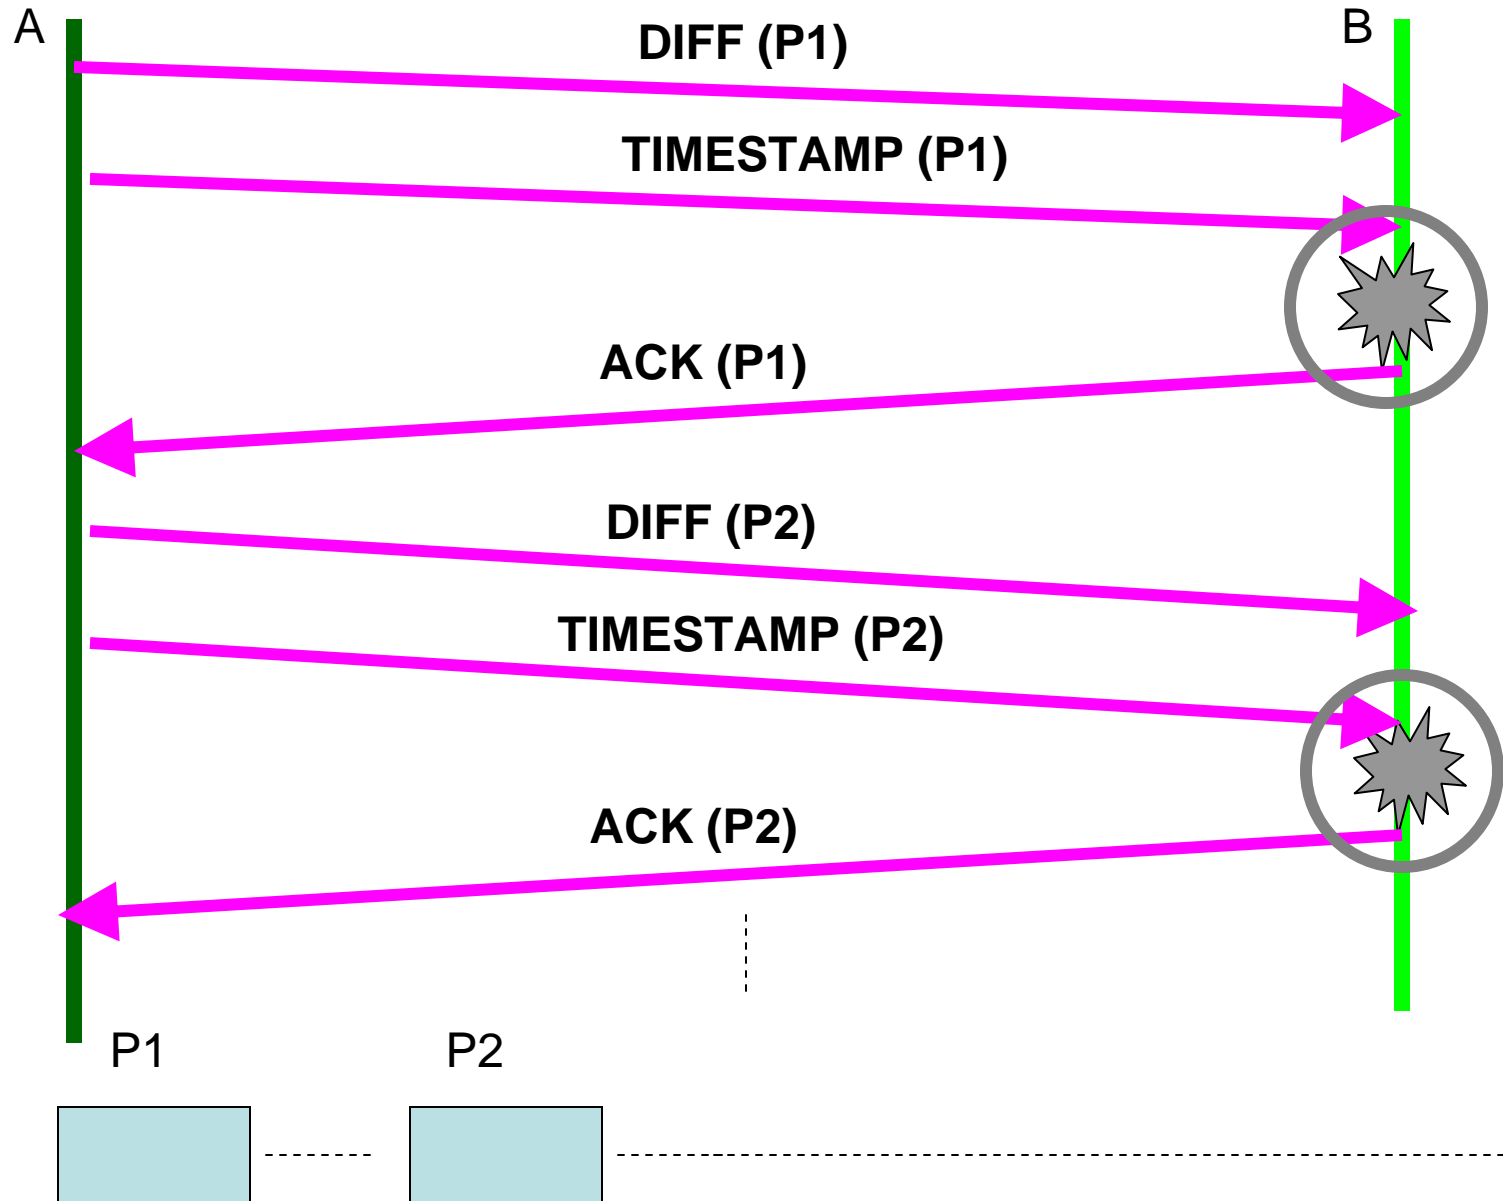 A
B
DIFF (P1)
TIMESTAMP (P1)
ACK (P1)
DIFF (P2)
TIMESTAMP (P2)
ACK (P2)
P1
P2